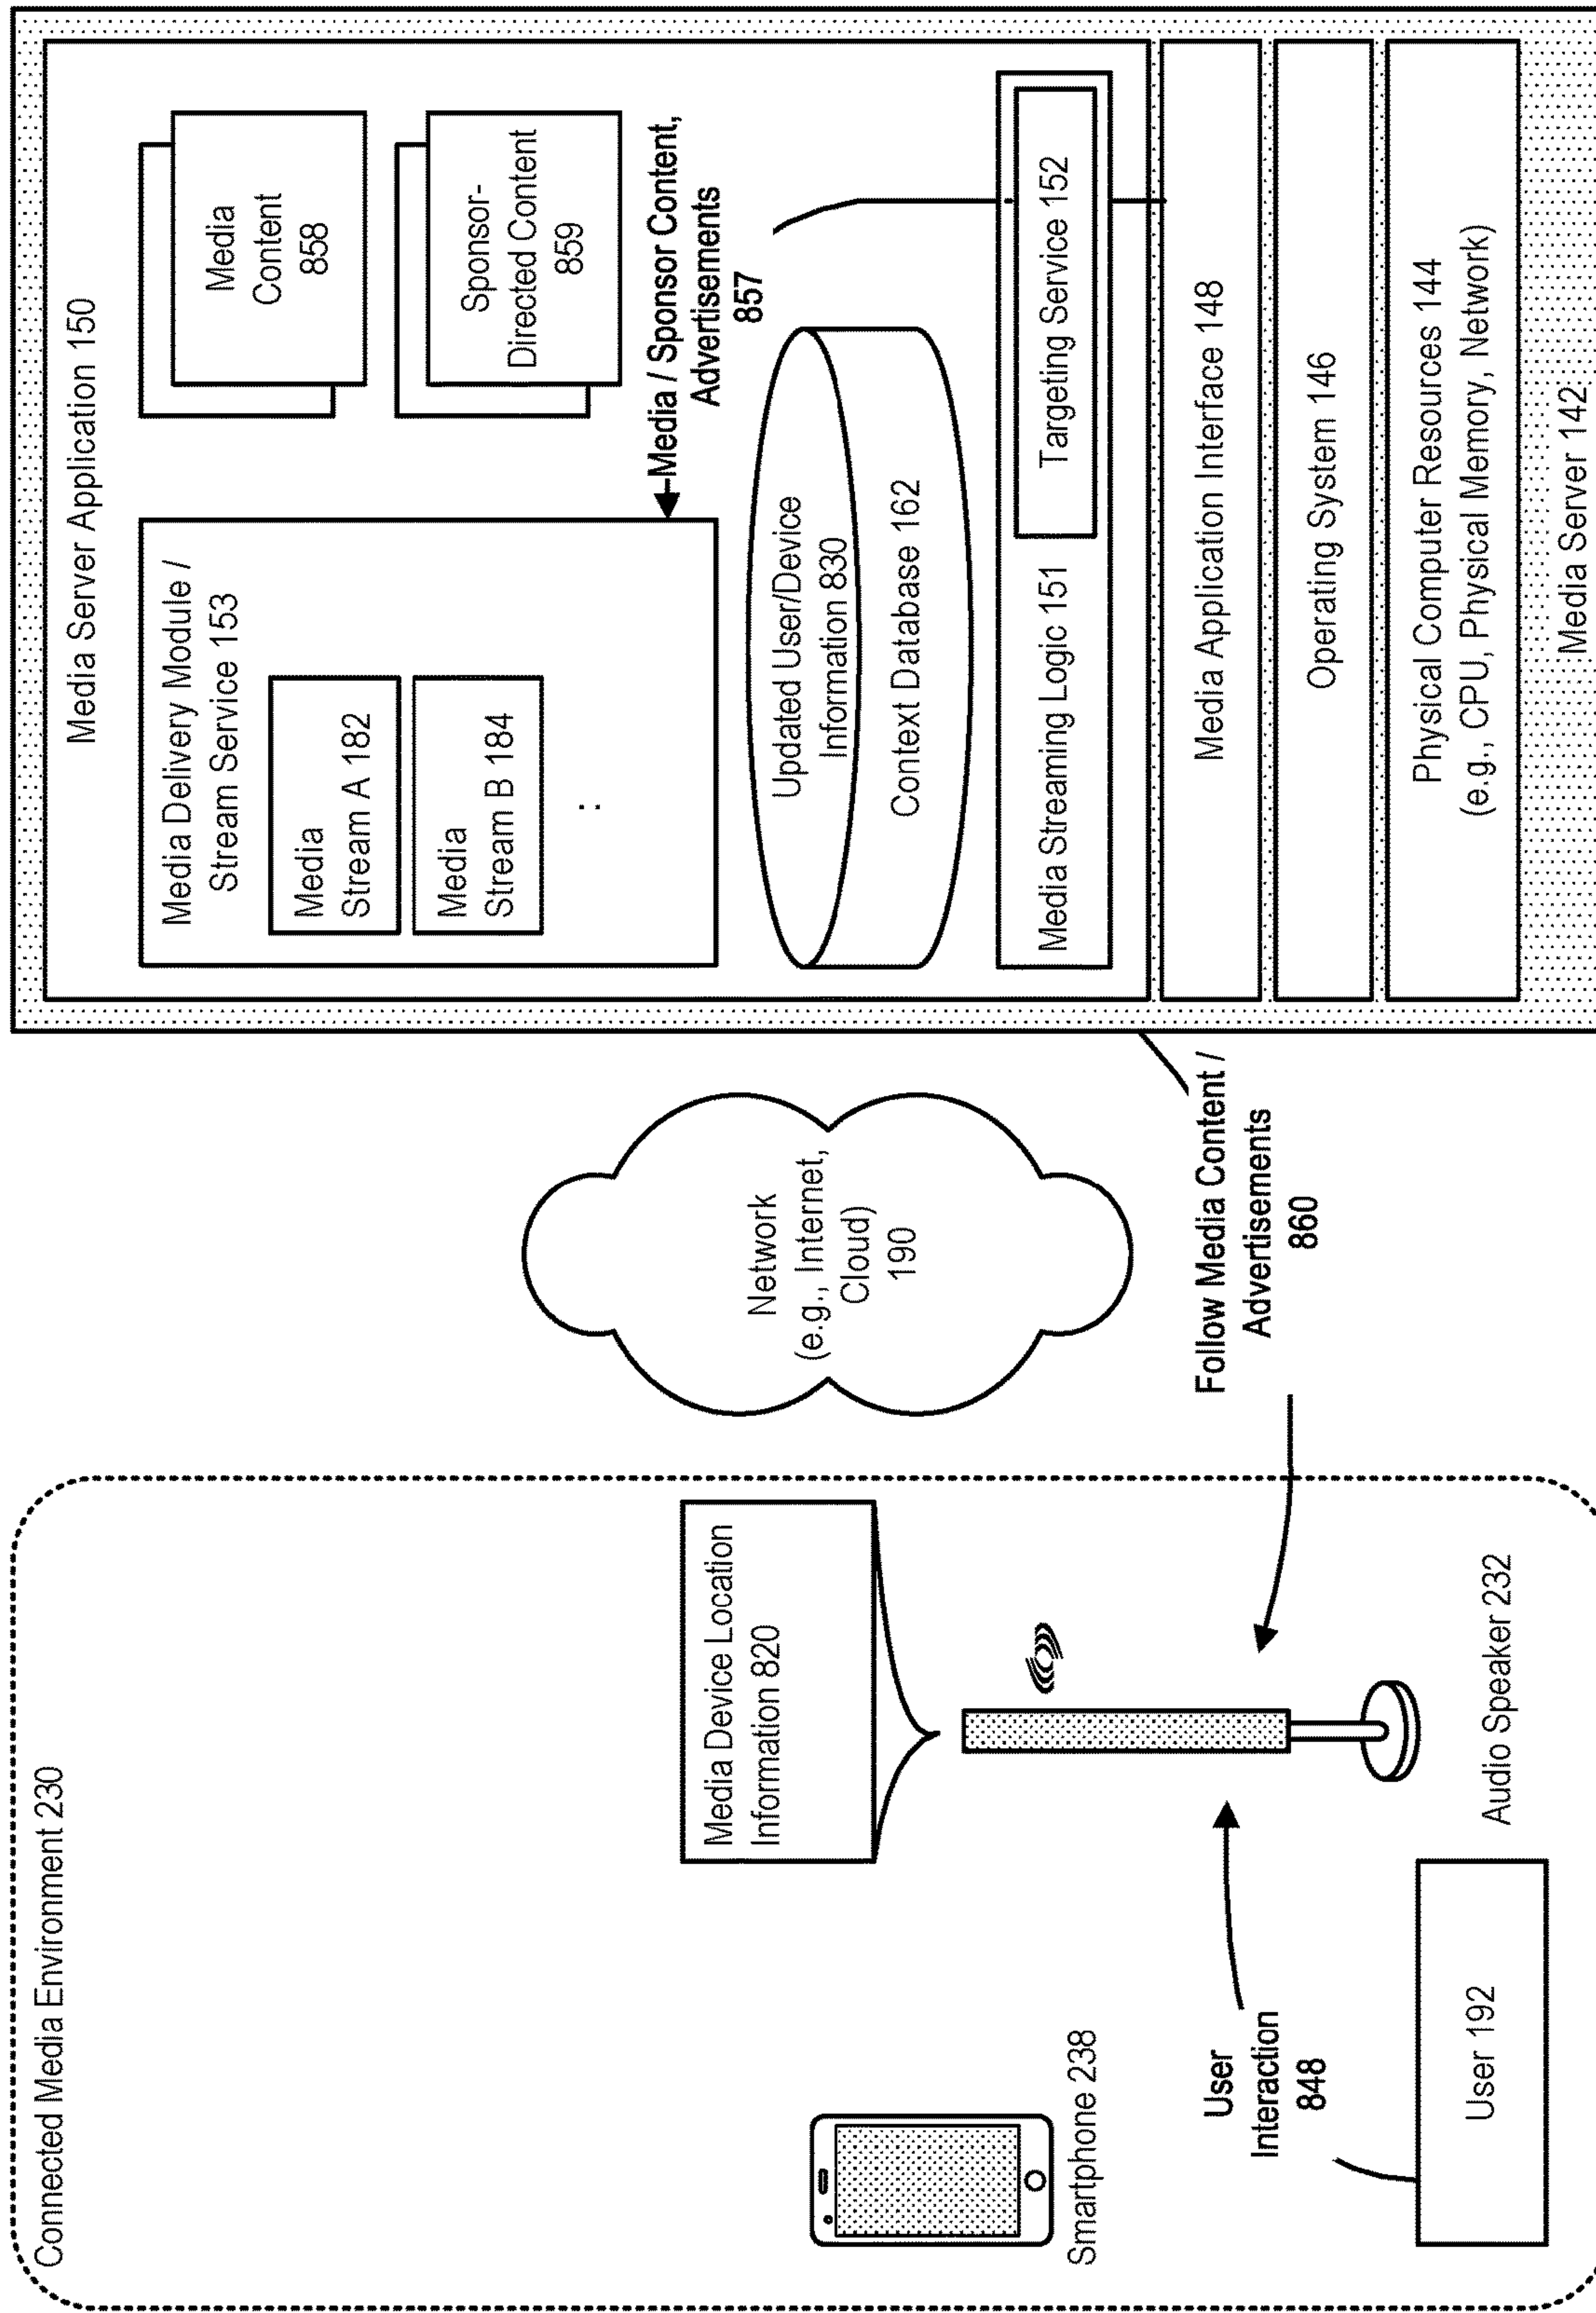 Connected Media Environment 230
Media Device Location
Information 820
Smartphone 238
User
Interaction
848
User 192
Audio Speaker 232
Network
(e.g., Internet,
Cloud)
190
Follow Media Content /
Advertisements
860
Media Server Application 150
Media Delivery Module /
Stream Service 153
Media
Stream A 182
Media
Stream B 184
..
Media
Content
858
Sponsor-
Directed Content
859
Media / Sponsor Content,
Advertisements
857
Updated User/Device
Information 830
Context Database 162
Media Streaming Logic 151
Targeting Service 152
Media Application Interface 148
Operating System 146
Physical Computer Resources 144
(e.g., CPU, Physical Memory, Network)
Media Server 142